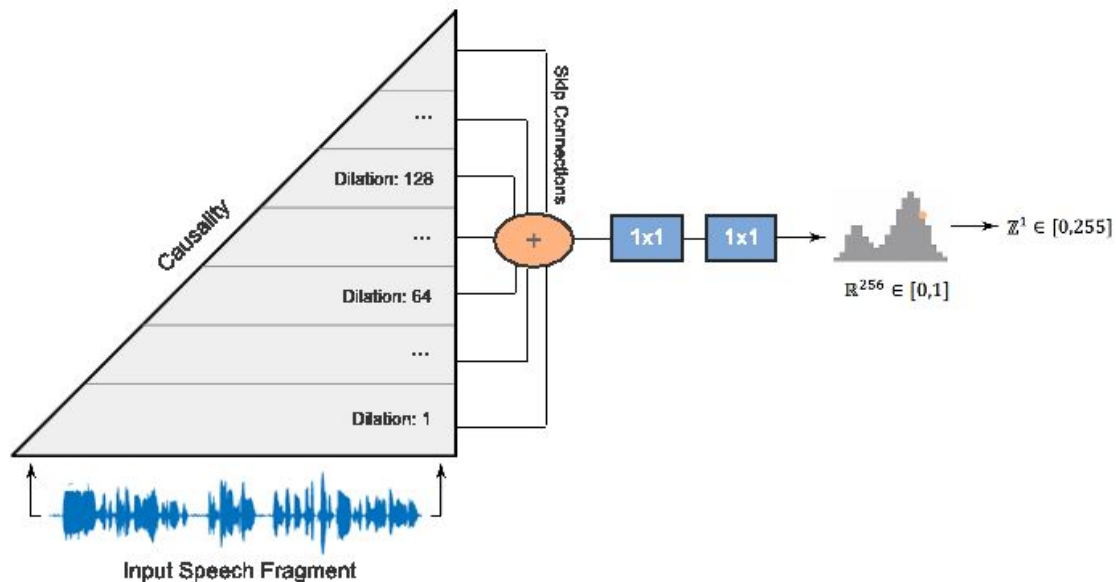 Causality
...
Dilation: 128
...
Dilation: 64
...
Dilation: 1
Skip Connections
+
1x1
1x1
ℝ²⁵⁶ ∈ [0,1]
ℤ¹ ∈ [0,255]
Input Speech Fragment